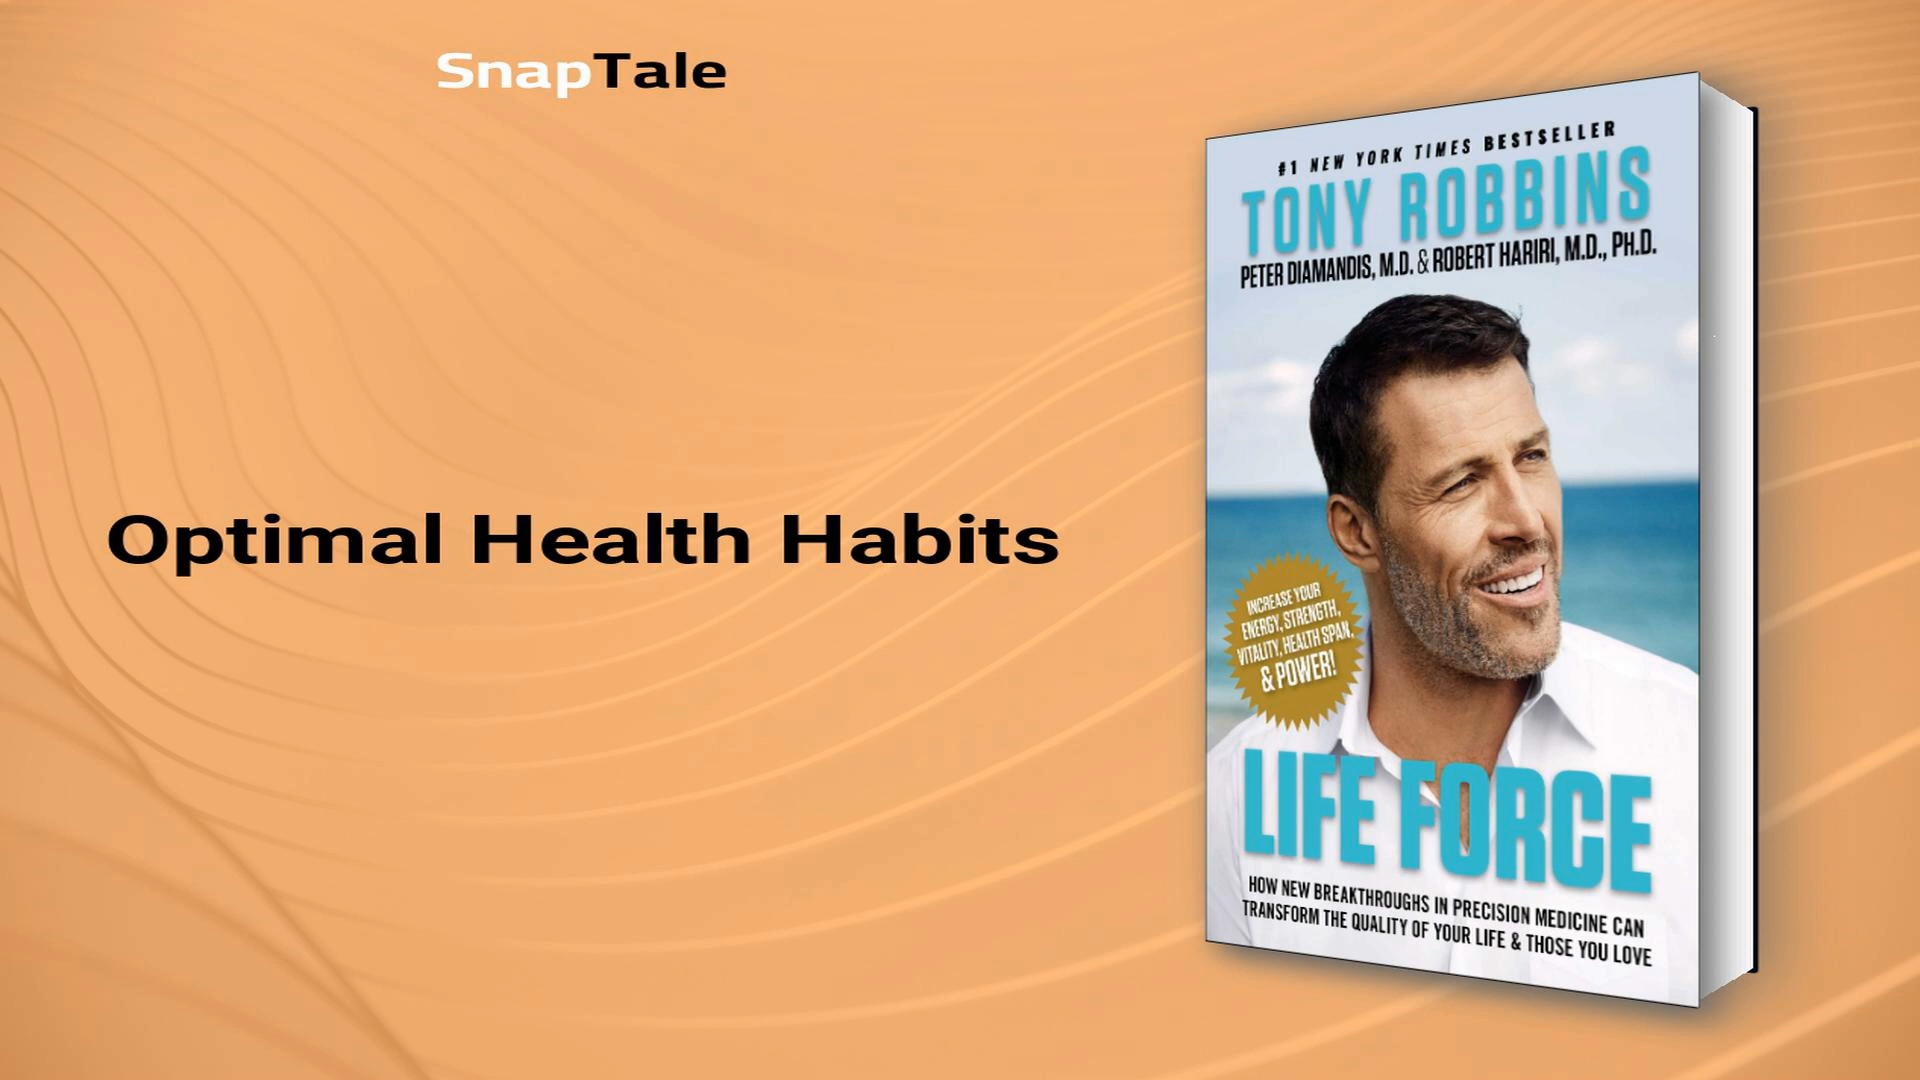 SnapTale
Optimal Health Habits
#1 NEW YORK TIMES BESTSELLER
TONY ROBBINS
PETER DIAMANDIS, M.D. & ROBERT HARIRI, M.D., PH.D.
INCREASE YOUR
ENERGY, STRENGTH,
VITALITY, HEALTH SPAN,
& POWER!
LIFE FORCE
HOW NEW BREAKTHROUGHS IN PRECISION MEDICINE CAN
TRANSFORM THE QUALITY OF YOUR LIFE & THOSE YOU LOVE